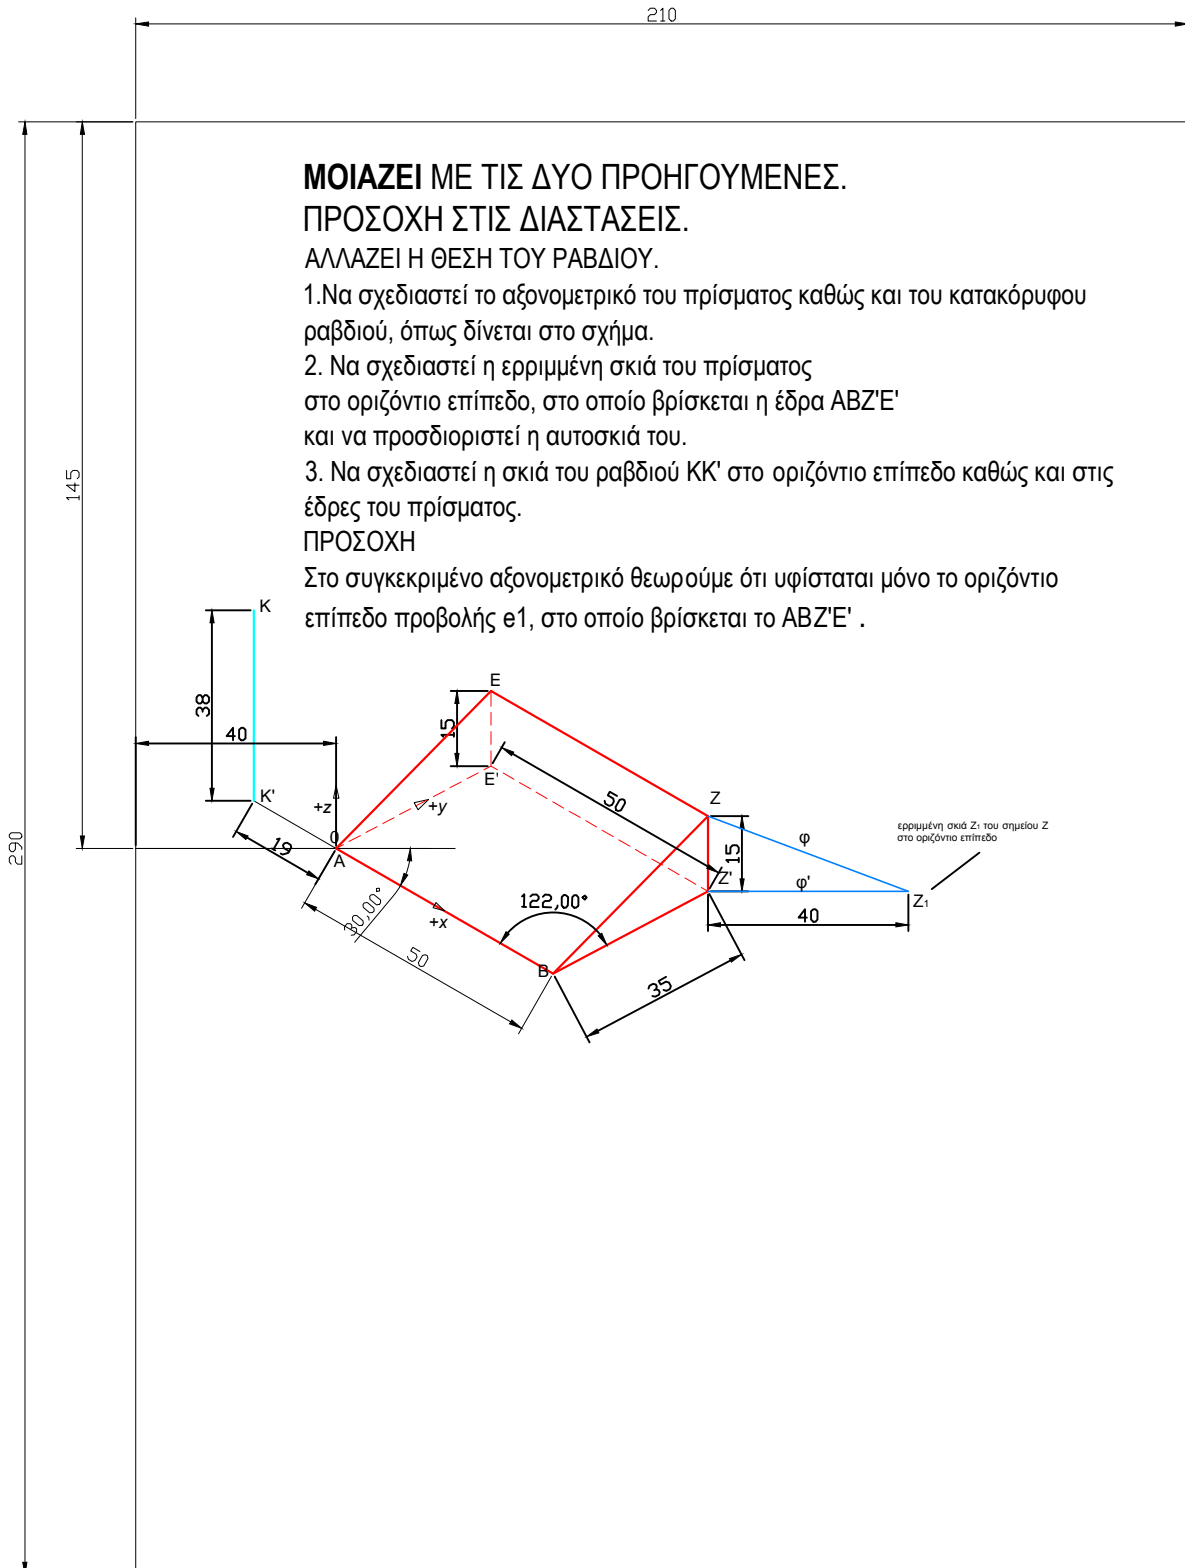 210
ΜΟΙΑΖΕΙ ΜΕ ΤΙΣ ΔΥΟ ΠΡΟΗΓΟΥΜΕΝΕΣ.
ΠΡΟΣΟΧΗ ΣΤΙΣ ΔΙΑΣΤΑΣΕΙΣ.
ΑΛΛΑΖΕΙ Η ΘΕΣΗ ΤΟΥ ΡΑΒΔΙΟΥ.
1.Να σχεδιαστεί το αξονομετρικό του πρίσματος καθώς και του κατακόρυφου
ραβδιού, όπως δίνεται στο σχήμα.
2. Να σχεδιαστεί η ερριμμένη σκιά του πρίσματος
στο οριζόντιο επίπεδο, στο οποίο βρίσκεται η έδρα ΑΒΖ'Ε'
και να προσδιοριστεί η αυτοσκιά του.
3. Να σχεδιαστεί η σκιά του ραβδιού ΚΚ' στο οριζόντιο επίπεδο καθώς και στις
έδρες του πρίσματος.
ΠΡΟΣΟΧΗ
Στο συγκεκριμένο αξονομετρικό θεωρούμε ότι υφίσταται μόνο το οριζόντιο
επίπεδο προβολής e1, στο οποίο βρίσκεται το ΑΒΖ'Ε' .
145
290
K
38
40
K'
19
+z
0
A
E
15
E'
+y
50
Z
15
Z'
φ
φ'
ερριμμένη σκιά Z₁ του σημείου Z
στο οριζόντιο επίπεδο
Z₁
40
30,00°
+x
122,00°
50
B
35